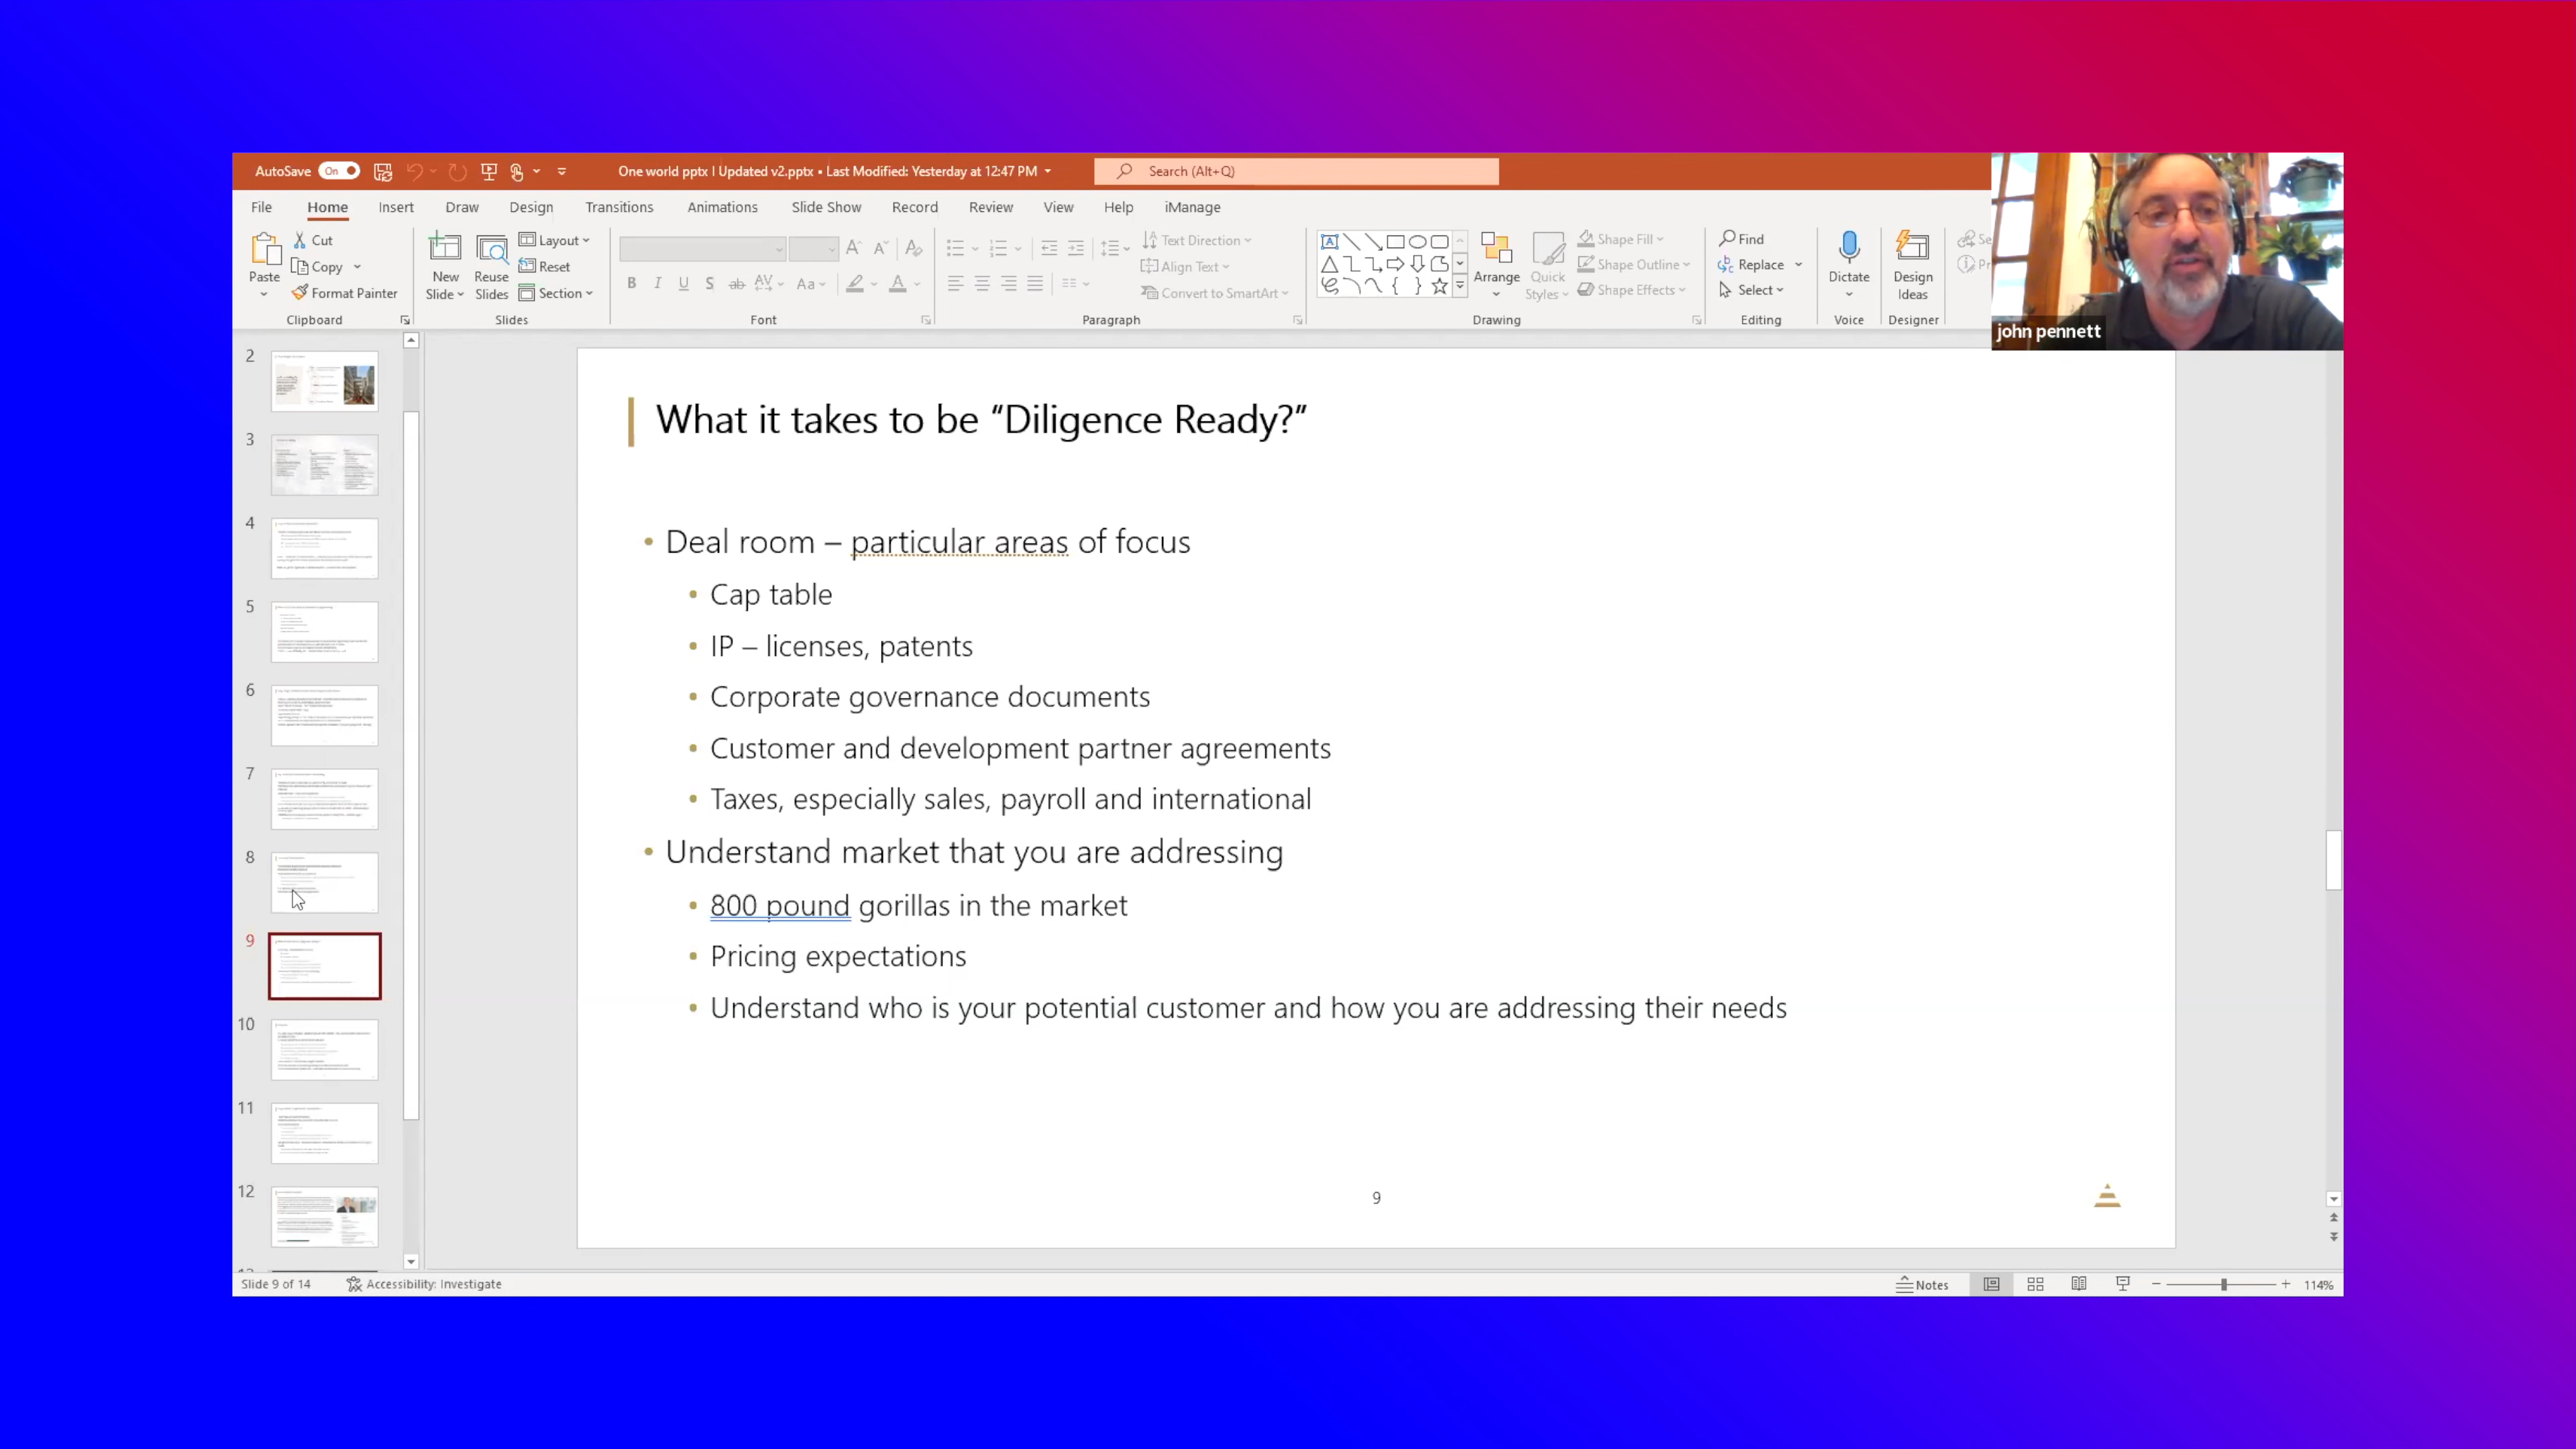 AutoSave On
One world pptx I Updated v2.pptx • Last Modified: Yesterday at 12:47 PM
Search (Alt+Q)
File Home Insert Draw Design Transitions Animations Slide Show Record Review View Help iManage
Paste
Cut
Copy
Format Painter
Clipboard
New Slide
Reuse Slides
Layout
Reset
Section
Slides
B I U S ab AV Aa A
Font
Text Direction
Align Text
Convert to SmartArt
Paragraph
Arrange
Quick Styles
Shape Fill
Shape Outline
Shape Effects
Drawing
Find
Replace
Select
Editing
Dictate
Voice
Design Ideas
Designer
john pennett
2
3
4
5
6
7
8
9
10
11
12
What it takes to be “Diligence Ready?”
• Deal room – particular areas of focus
• Cap table
• IP – licenses, patents
• Corporate governance documents
• Customer and development partner agreements
• Taxes, especially sales, payroll and international
• Understand market that you are addressing
• 800 pound gorillas in the market
• Pricing expectations
• Understand who is your potential customer and how you are addressing their needs
9
Slide 9 of 14
Accessibility: Investigate
Notes
114%